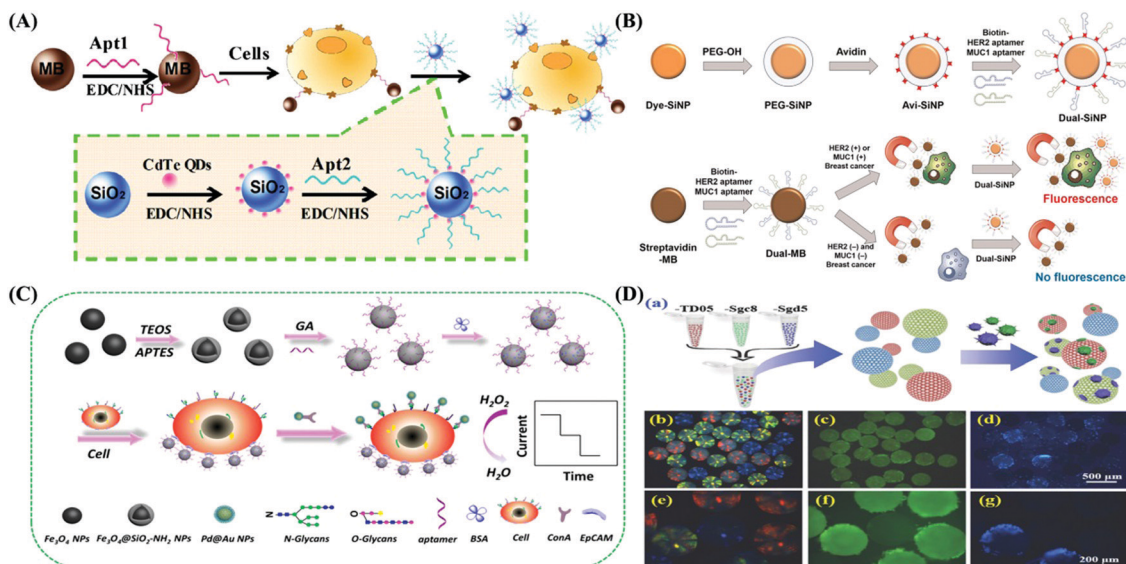 (A)
MB
Apt1
EDC/NHS
MB
Cells
SiO2
CdTe QDs
EDC/NHS
SiO2
Apt2
EDC/NHS
SiO2
(B)
Dye-SiNP
PEG-OH
PEG-SiNP
Avidin
Avi-SiNP
Biotin-
HER2 aptamer
MUC1 aptamer
Dual-SiNP
Streptavidin
-MB
Biotin-
HER2 aptamer
MUC1 aptamer
Dual-MB
HER2 (+) or
MUC1 (+)
Breast cancer
Dual-SiNP
Fluorescence
HER2 (–) and
MUC1 (–)
Breast cancer
Dual-SiNP
No fluorescence
(C)
TEOS
APTES
GA
Cell
H2O2
H2O
Current
Time
Fe3O4 NPs
Fe3O4@SiO2-NH2 NPs
Pd@Au NPs
N
N-Glycans
O
O-Glycans
aptamer
BSA
Cell
ConA
EpCAM
(D)
(a)
-TD05
-Sgc8
-Sgd5
(b)
(c)
(d)
500 μm
(e)
(f)
(g)
200 μm